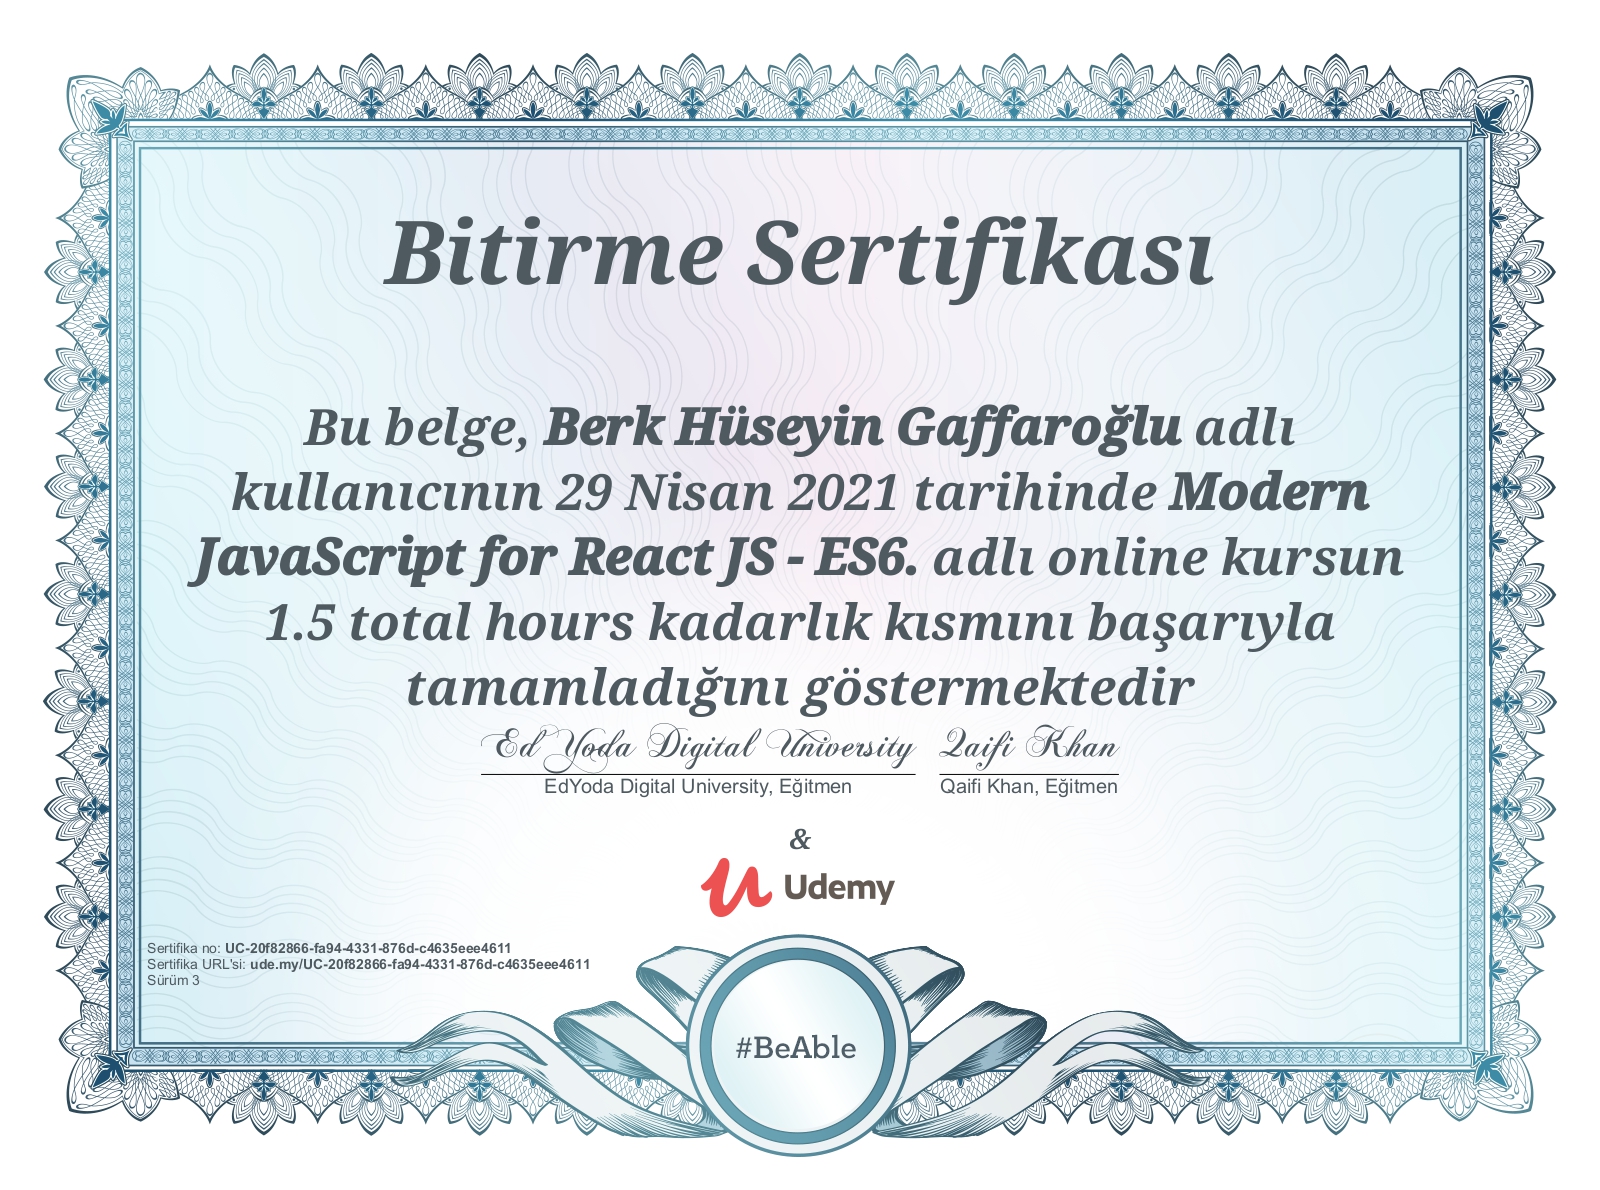 Bitirme Sertifikası
Bu belge, Berk Hüseyin Gaffaroğlu adlı
kullanıcının 29 Nisan 2021 tarihinde Modern
JavaScript for React JS - ES6. adlı online kursun
1.5 total hours kadarlık kısmını başarıyla
tamamladığını göstermektedir
Ed Yoda Digital University Qaifi Khan
EdYoda Digital University, Eğitmen Qaifi Khan, Eğitmen
&
Udemy
Sertifika no: UC-20f82866-fa94-4331-876d-c4635eee4611
Sertifika URL'si: ude.my/UC-20f82866-fa94-4331-876d-c4635eee4611
Sürüm 3
#BeAble